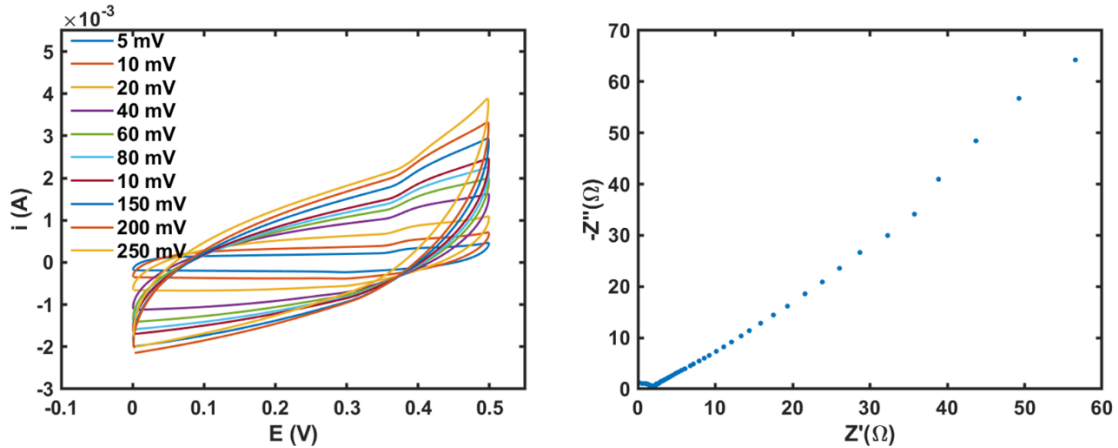 ×10⁻³
5
4
3
2
1
0
-1
-2
-3
i (A)
5 mV
10 mV
20 mV
40 mV
60 mV
80 mV
10 mV
150 mV
200 mV
250 mV
-0.1 0 0.1 0.2 0.3 0.4 0.5
E (V)
70
60
50
40
30
20
10
0
-Z"(Ω)
0 10 20 30 40 50 60
Z'(Ω)